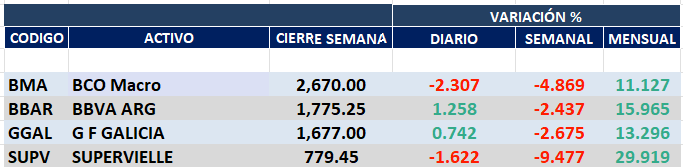 VARIACIÓN %
CODIGO ACTIVO CIERRE SEMANA DIARIO SEMANAL MENSUAL
BMA BCO Macro 2,670.00 -2.307 -4.869 11.127
BBAR BBVA ARG 1,775.25 1.258 -2.437 15.965
GGAL G F GALICIA 1,677.00 0.742 -2.675 13.296
SUPV SUPERVIELLE 779.45 -1.622 -9.477 29.919